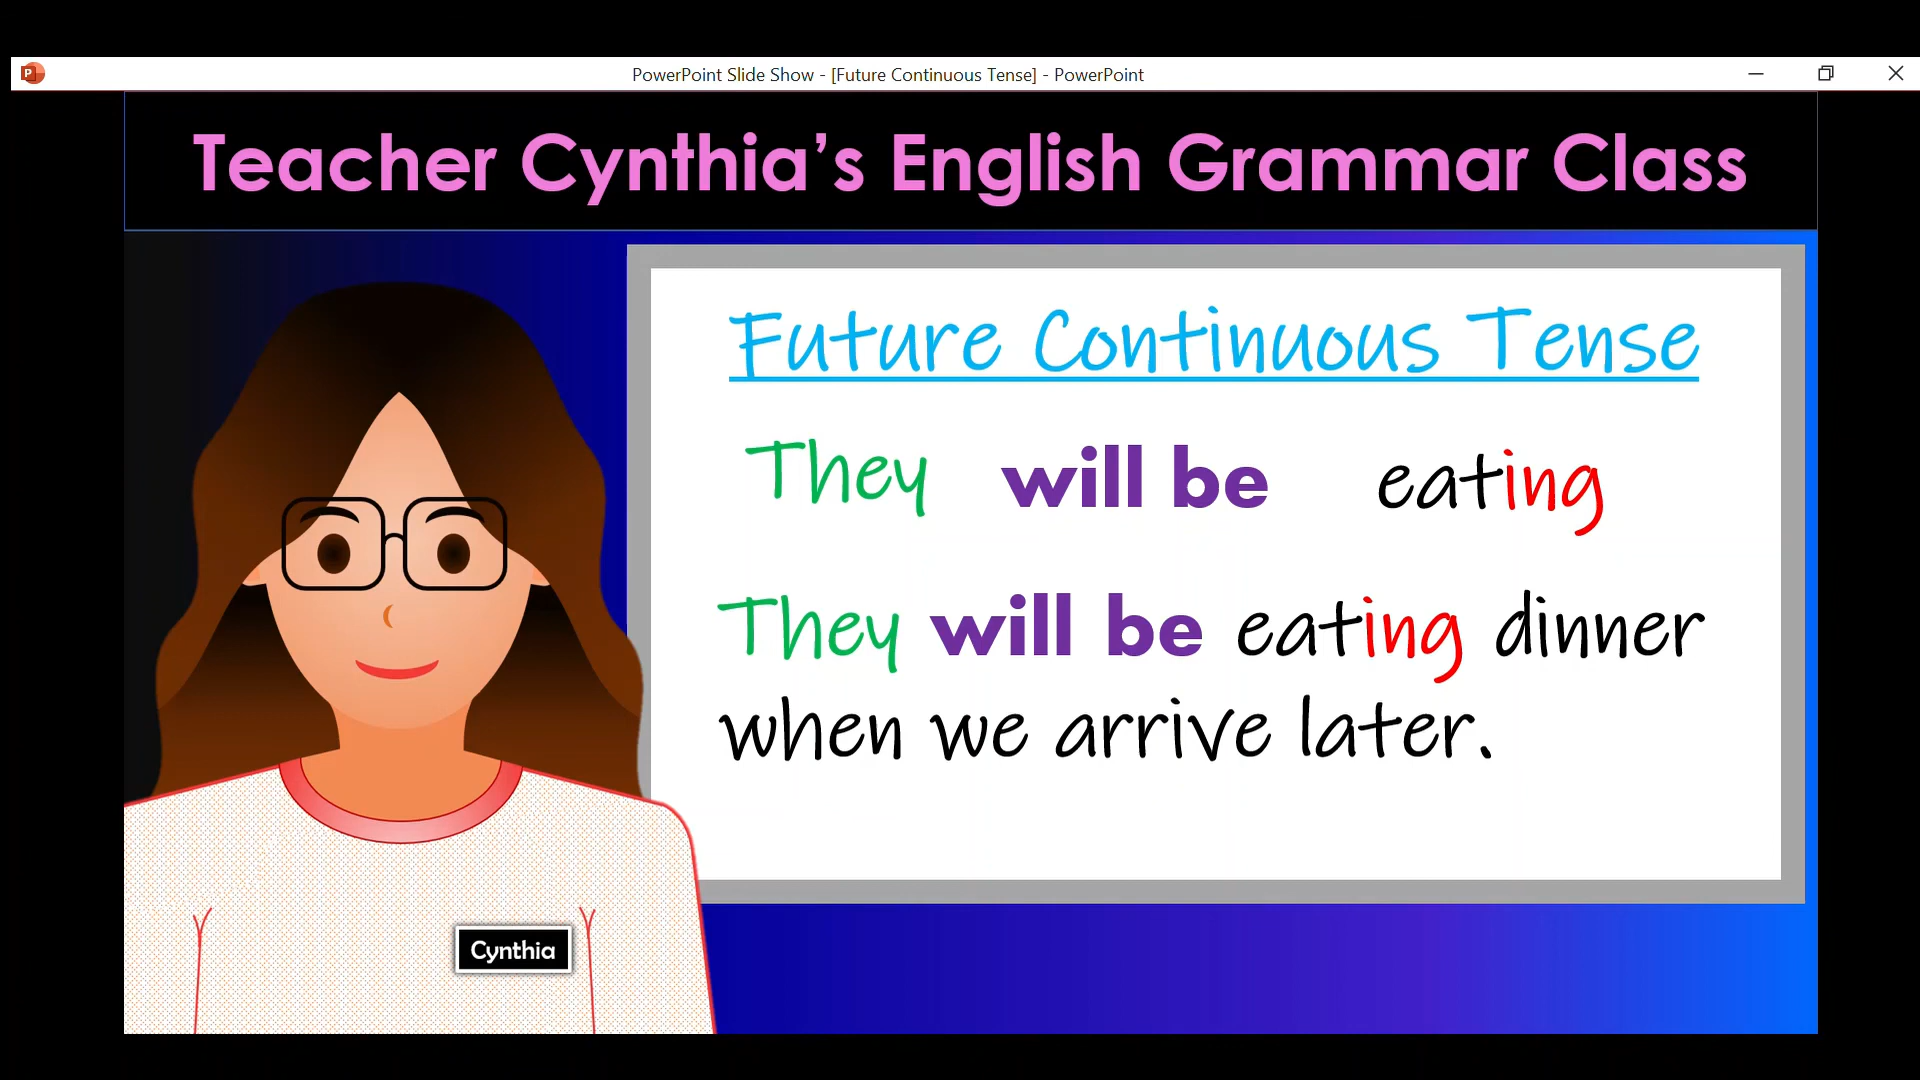 PowerPoint Slide Show - [Future Continuous Tense] - PowerPoint
Teacher Cynthia’s English Grammar Class
Future Continuous Tense
They will be eating
They will be eating dinner
when we arrive later.
Cynthia